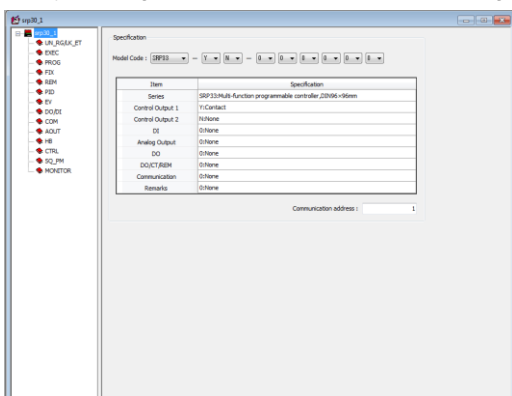 srp30_1
srp30_1
UN_RG/LK_ET
EXEC
PROG
FIX
REM
PID
EV
DO/DI
COM
AOUT
HB
CTRL
SQ_PM
MONITOR
Specification
Model Code : SRP33 - Y N - 0 0 0 0 0 0
Item Specification
Series SRP33:Multi-function programmable controller,DIN96×96mm
Control Output 1 Y:Contact
Control Output 2 N:None
DI 0:None
Analog Output 0:None
DO 0:None
DO/CT/REM 0:None
Communication 0:None
Remarks 0:None
Communication address : 1